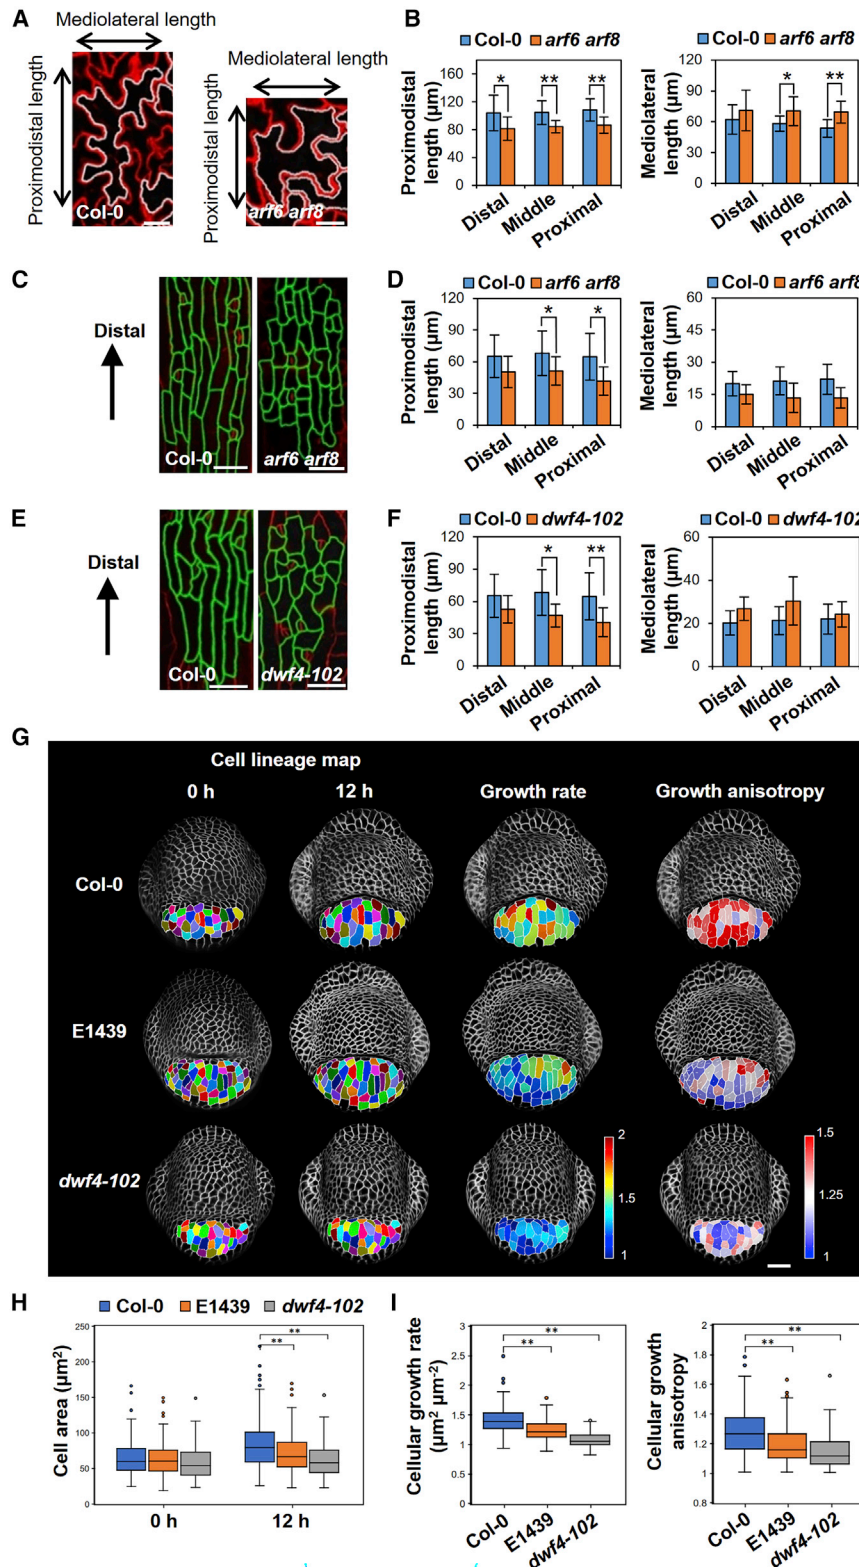 A
Mediolateral length
Proximodistal length
Col-0
Mediolateral length
Proximodistal length
arf6 arf8
B
Col-0 arf6 arf8
Proximodistal length (µm)
160
120
80
40
0
* ** **
Distal
Middle
Proximal
Col-0 arf6 arf8
Mediolateral length (µm)
100
80
60
40
20
0
* **
Distal
Middle
Proximal
C
Distal
Col-0
arf6 arf8
D
Col-0 arf6 arf8
Proximodistal length (µm)
120
90
60
30
0
* *
Distal
Middle
Proximal
Col-0 arf6 arf8
Mediolateral length (µm)
60
45
30
15
0
Distal
Middle
Proximal
E
Distal
Col-0
dwf4-102
F
Col-0 dwf4-102
Proximodistal length (µm)
120
90
60
30
0
* **
Distal
Middle
Proximal
Col-0 dwf4-102
Mediolateral length (µm)
60
40
20
0
Distal
Middle
Proximal
G
Cell lineage map
0 h 12 h Growth rate Growth anisotropy
Col-0
E1439
dwf4-102
2
1.5
1
1.5
1.25
1
H
Col-0 E1439 dwf4-102
Cell area (µm²)
250
200
150
100
50
0
**
**
0 h 12 h
I
Cellular growth rate (µm² µm⁻²)
3
2.5
2
1.5
1
0.5
0
**
**
Col-0
E1439
dwf4-102
Cellular growth anisotropy
2
1.8
1.6
1.4
1.2
1
0.8
**
**
Col-0
E1439
dwf4-102